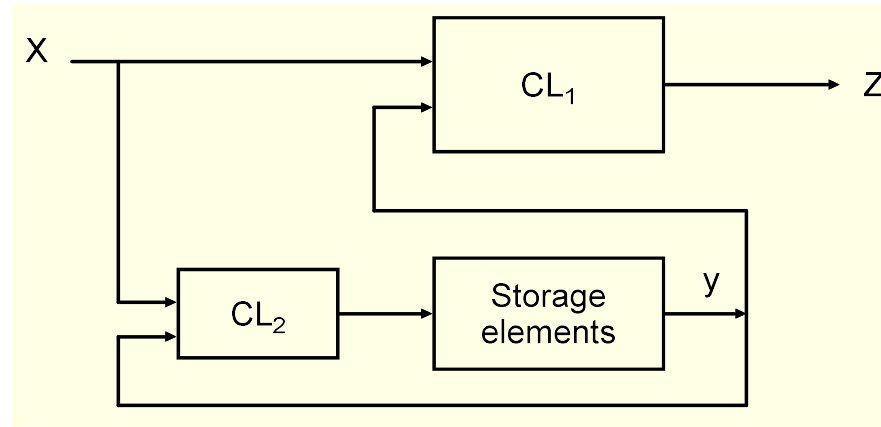 X
CL₁
Z
y
Storage
elements
CL₂